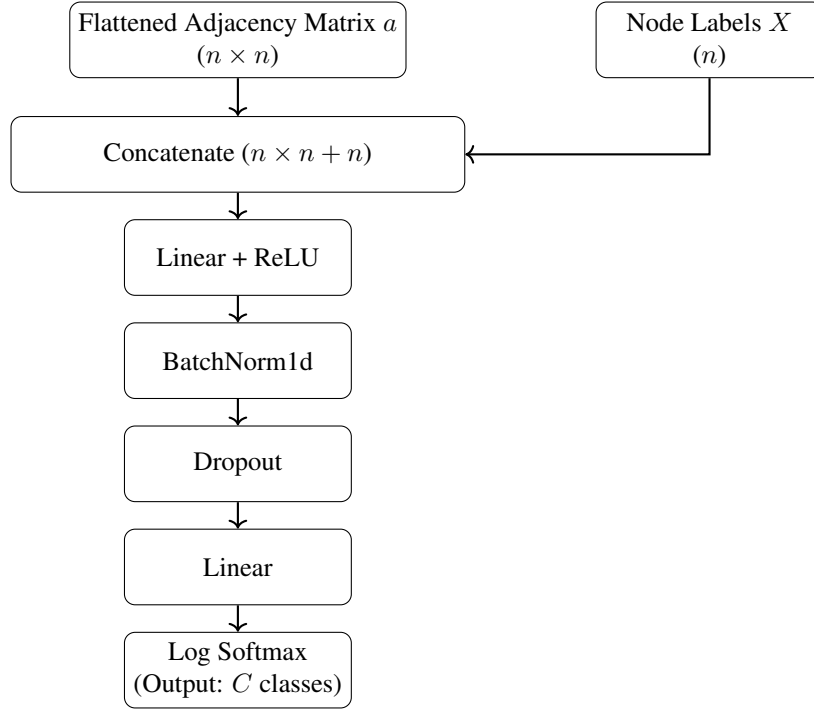 Flattened Adjacency Matrix a
(n × n)
Node Labels X
(n)
Concatenate (n × n + n)
Linear + ReLU
BatchNorm1d
Dropout
Linear
Log Softmax
(Output: C classes)